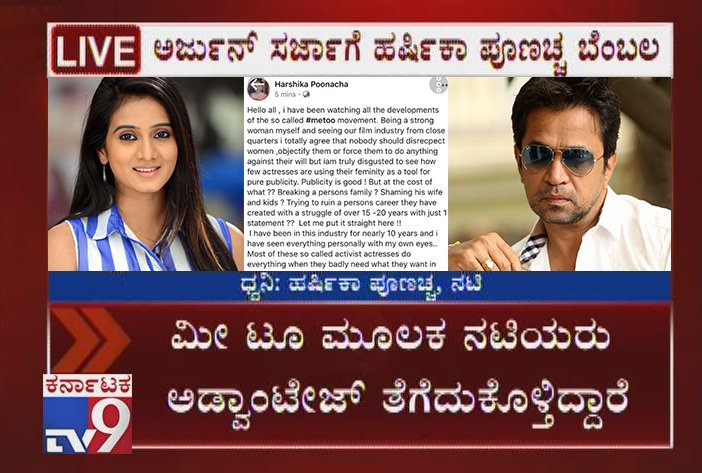 LIVE ಅರ್ಜುನ್ ಸರ್ಜಾಗೆ ಹರ್ಷಿಕಾ ಪೂಣಚ್ಚ ಬೆಂಬಲ
Harshika Poonacha
5 mins
Hello all , i have been watching all the developments
of the so called #metoo movement. Being a strong
woman myself and seeing our film industry from close
quarters i totally agree that nobody should disrepect
women ,objectify them or force them to do anything
against their will but iam truly disgusted to see how
few actresses are using their feminity as a tool for
pure publicity. Publicity is good ! But at the cost of
what ?? Breaking a persons family ? Shaming his wife
and kids ? Trying to ruin a persons career they have
created with a struggle of over 15 -20 years with just 1
statement ?? Let me put it straight here !!
I have been in this industry for nearly 10 years and i
have seen everything personally with my own eyes..
Most of these so called activist actresses do
everything when they badly need what they want in
ಧ್ವನಿ: ಹರ್ಷಿಕಾ ಪೂಣಚ್ಚ, ನಟಿ
ಮೀ ಟೂ ಮೂಲಕ ನಟಿಯರು
ಅಡ್ವಾಂಟೇಜ್ ತೆಗೆದುಕೊಳ್ತಿದ್ದಾರೆ
ಕರ್ನಾಟಕ
TV9